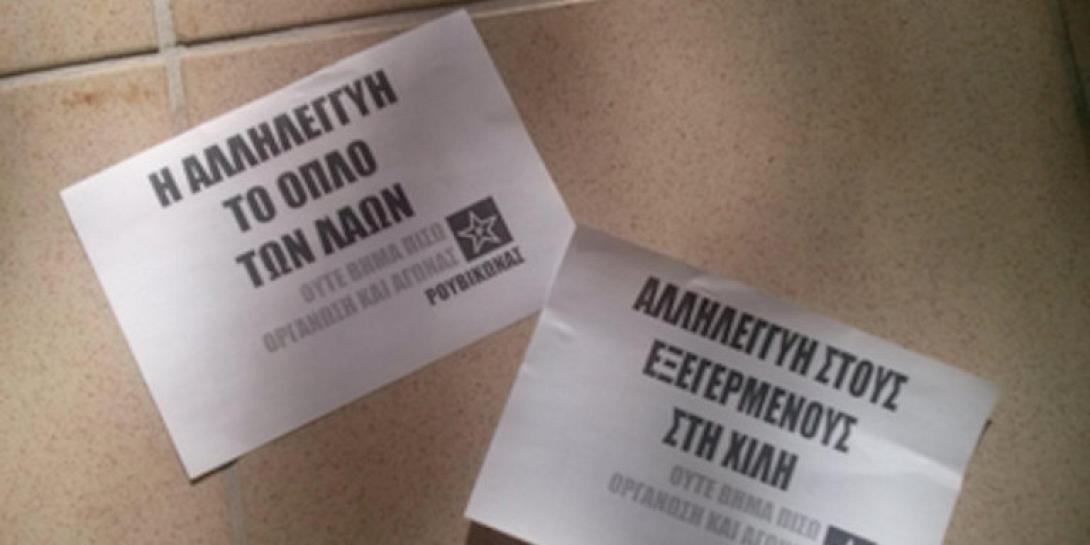 Η ΑΛΛΗΛΕΓΓΥΗ
ΤΟ ΟΠΛΟ
ΤΩΝ ΛΑΩΝ
ΟΥΤΕ ΒΗΜΑ ΠΙΣΩ
ΟΡΓΑΝΩΣΗ ΚΑΙ ΑΓΩΝΑΣ
ΡΟΥΒΙΚΩΝΑΣ
ΑΛΛΗΛΕΓΓΥΗ ΣΤΟΥΣ
ΕΞΕΓΕΡΜΕΝΟΥΣ
ΣΤΗ ΧΙΛΗ
ΟΥΤΕ ΒΗΜΑ ΠΙΣΩ
ΟΡΓΑΝΩΣΗ ΚΑΙ ΑΓΩΝΑΣ